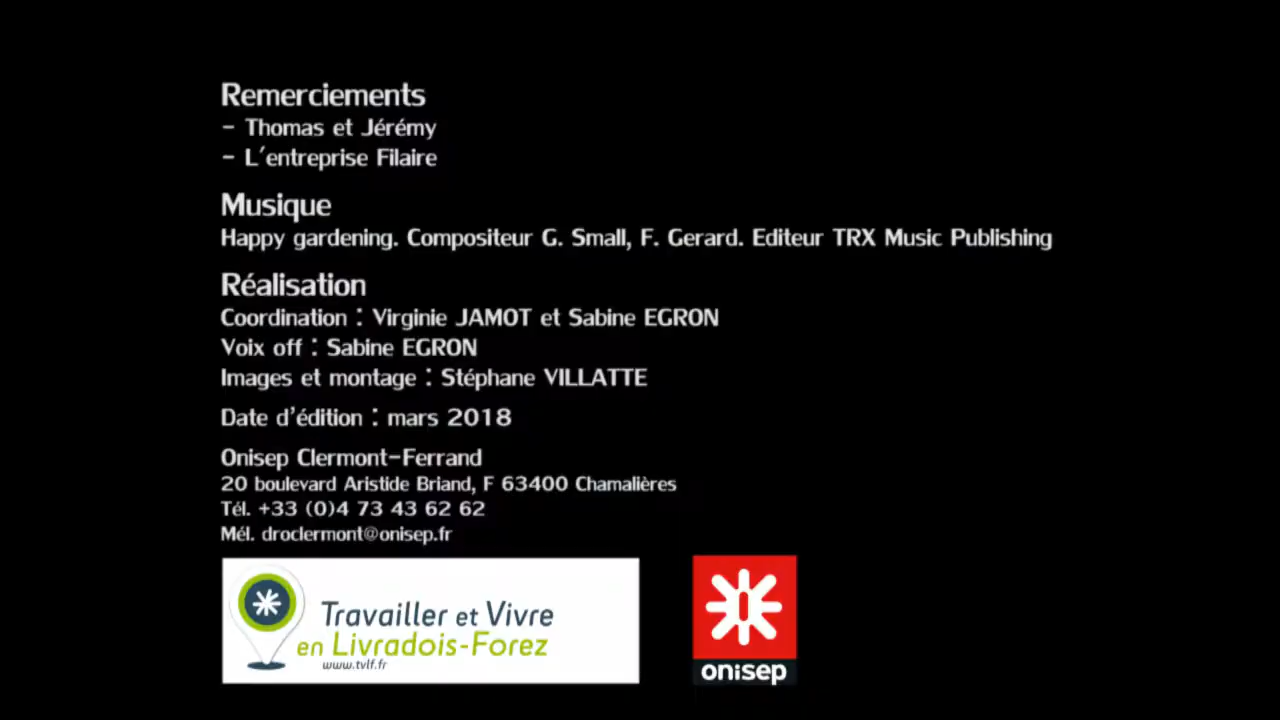 Remerciements
- Thomas et Jérémy
- L'entreprise Filaire
Musique
Happy gardening. Compositeur G. Small, F. Gerard. Editeur TRX Music Publishing
Réalisation
Coordination : Virginie JAMOT et Sabine EGRON
Voix off : Sabine EGRON
Images et montage : Stéphane VILLATTE
Date d'édition : mars 2018
Onisep Clermont-Ferrand
20 boulevard Aristide Briand, F 63400 Chamalières
Tél. +33 (0)4 73 43 62 62
Mél. droclermont@onisep.fr
Travailler et Vivre
en Livradois-Forez
www.tvlf.fr
onisep